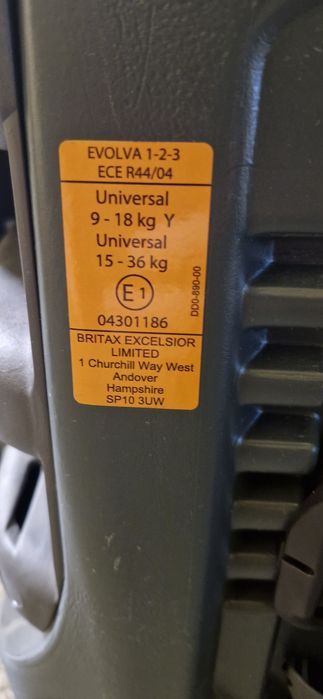 EVOLVA 1-2-3
ECE R44/04
Universal
9 - 18 kg Y
Universal
15 - 36 kg
E1
04301186
DD0-890-00
BRITAX EXCELSIOR
LIMITED
1 Churchill Way West
Andover
Hampshire
SP10 3UW